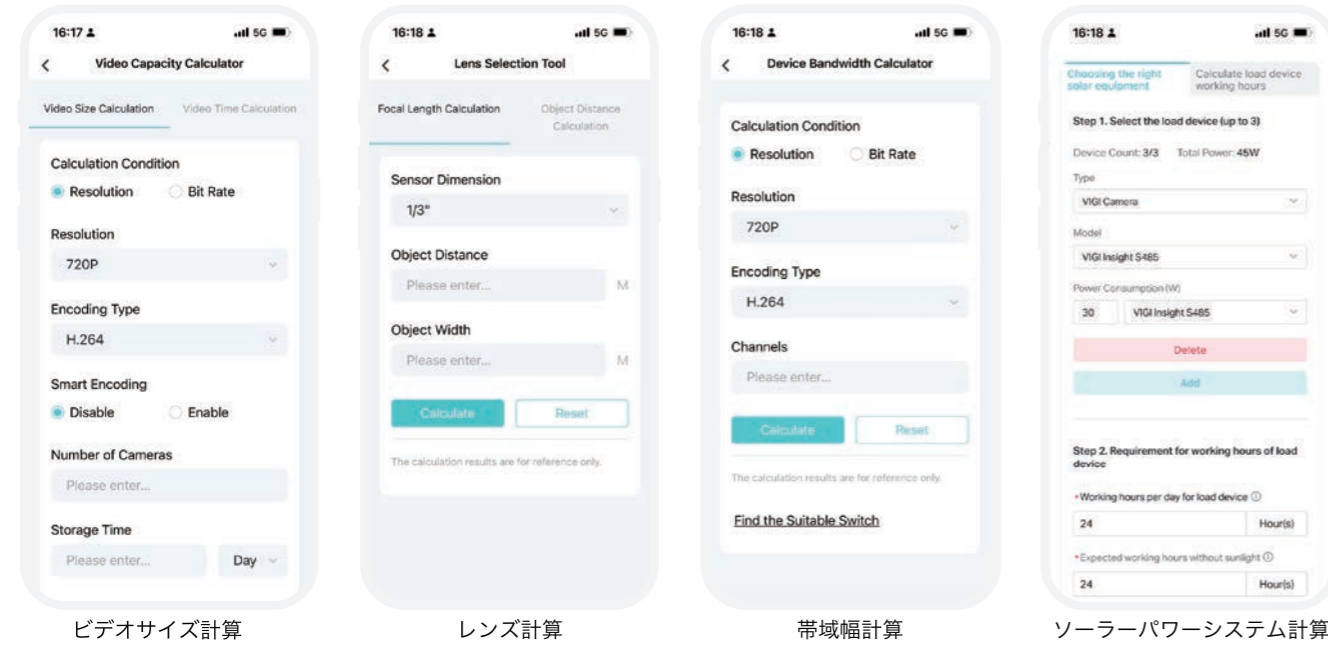 16:17
5G
Video Capacity Calculator
Video Size Calculation
Video Time Calculation
Calculation Condition
Resolution
Bit Rate
Resolution
720P
Encoding Type
H.264
Smart Encoding
Disable
Enable
Number of Cameras
Please enter...
Storage Time
Please enter...
Day
ビデオサイズ計算
16:18
5G
Lens Selection Tool
Focal Length Calculation
Object Distance
Calculation
Sensor Dimension
1/3"
Object Distance
Please enter...
M
Object Width
Please enter...
M
Calculate
Reset
The calculation results are for reference only.
レンズ計算
16:18
5G
Device Bandwidth Calculator
Calculation Condition
Resolution
Bit Rate
Resolution
720P
Encoding Type
H.264
Channels
Please enter...
Calculate
Reset
The calculation results are for reference only.
Find the Suitable Switch
帯域幅計算
16:18
5G
Choosing the right
solar equipment
Calculate load device
working hours
Step 1. Select the load device (up to 3)
Device Count: 3/3 Total Power: 45W
Type
VIGI Camera
Model
VIGI Insight S485
Power Consumption (W)
30
VIGI Insight S485
Delete
Add
Step 2. Requirement for working hours of load
device
*Working hours per day for load device
24
Hour(s)
*Expected working hours without sunlight
24
Hour(s)
ソーラーパワーシステム計算